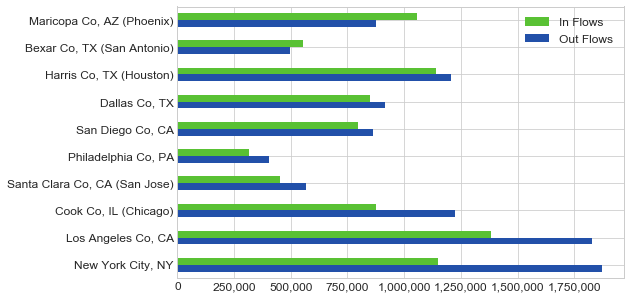 Maricopa Co, AZ (Phoenix)
Bexar Co, TX (San Antonio)
Harris Co, TX (Houston)
Dallas Co, TX
San Diego Co, CA
Philadelphia Co, PA
Santa Clara Co, CA (San Jose)
Cook Co, IL (Chicago)
Los Angeles Co, CA
New York City, NY
In Flows
Out Flows
0 250,000 500,000 750,000 1,000,000 1,250,000 1,500,000 1,750,000